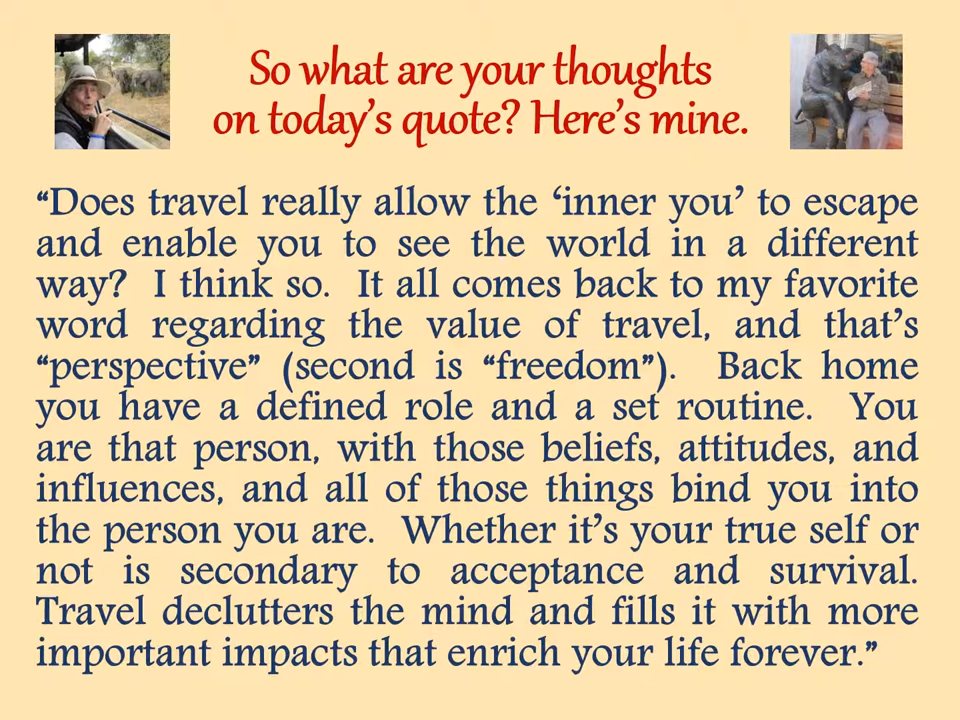 So what are your thoughts
on today's quote? Here's mine.
“Does travel really allow the ‘inner you’ to escape
and enable you to see the world in a different
way? I think so. It all comes back to my favorite
word regarding the value of travel, and that’s
“perspective” (second is “freedom”). Back home
you have a defined role and a set routine. You
are that person, with those beliefs, attitudes, and
influences, and all of those things bind you into
the person you are. Whether it’s your true self or
not is secondary to acceptance and survival.
Travel declutters the mind and fills it with more
important impacts that enrich your life forever.”